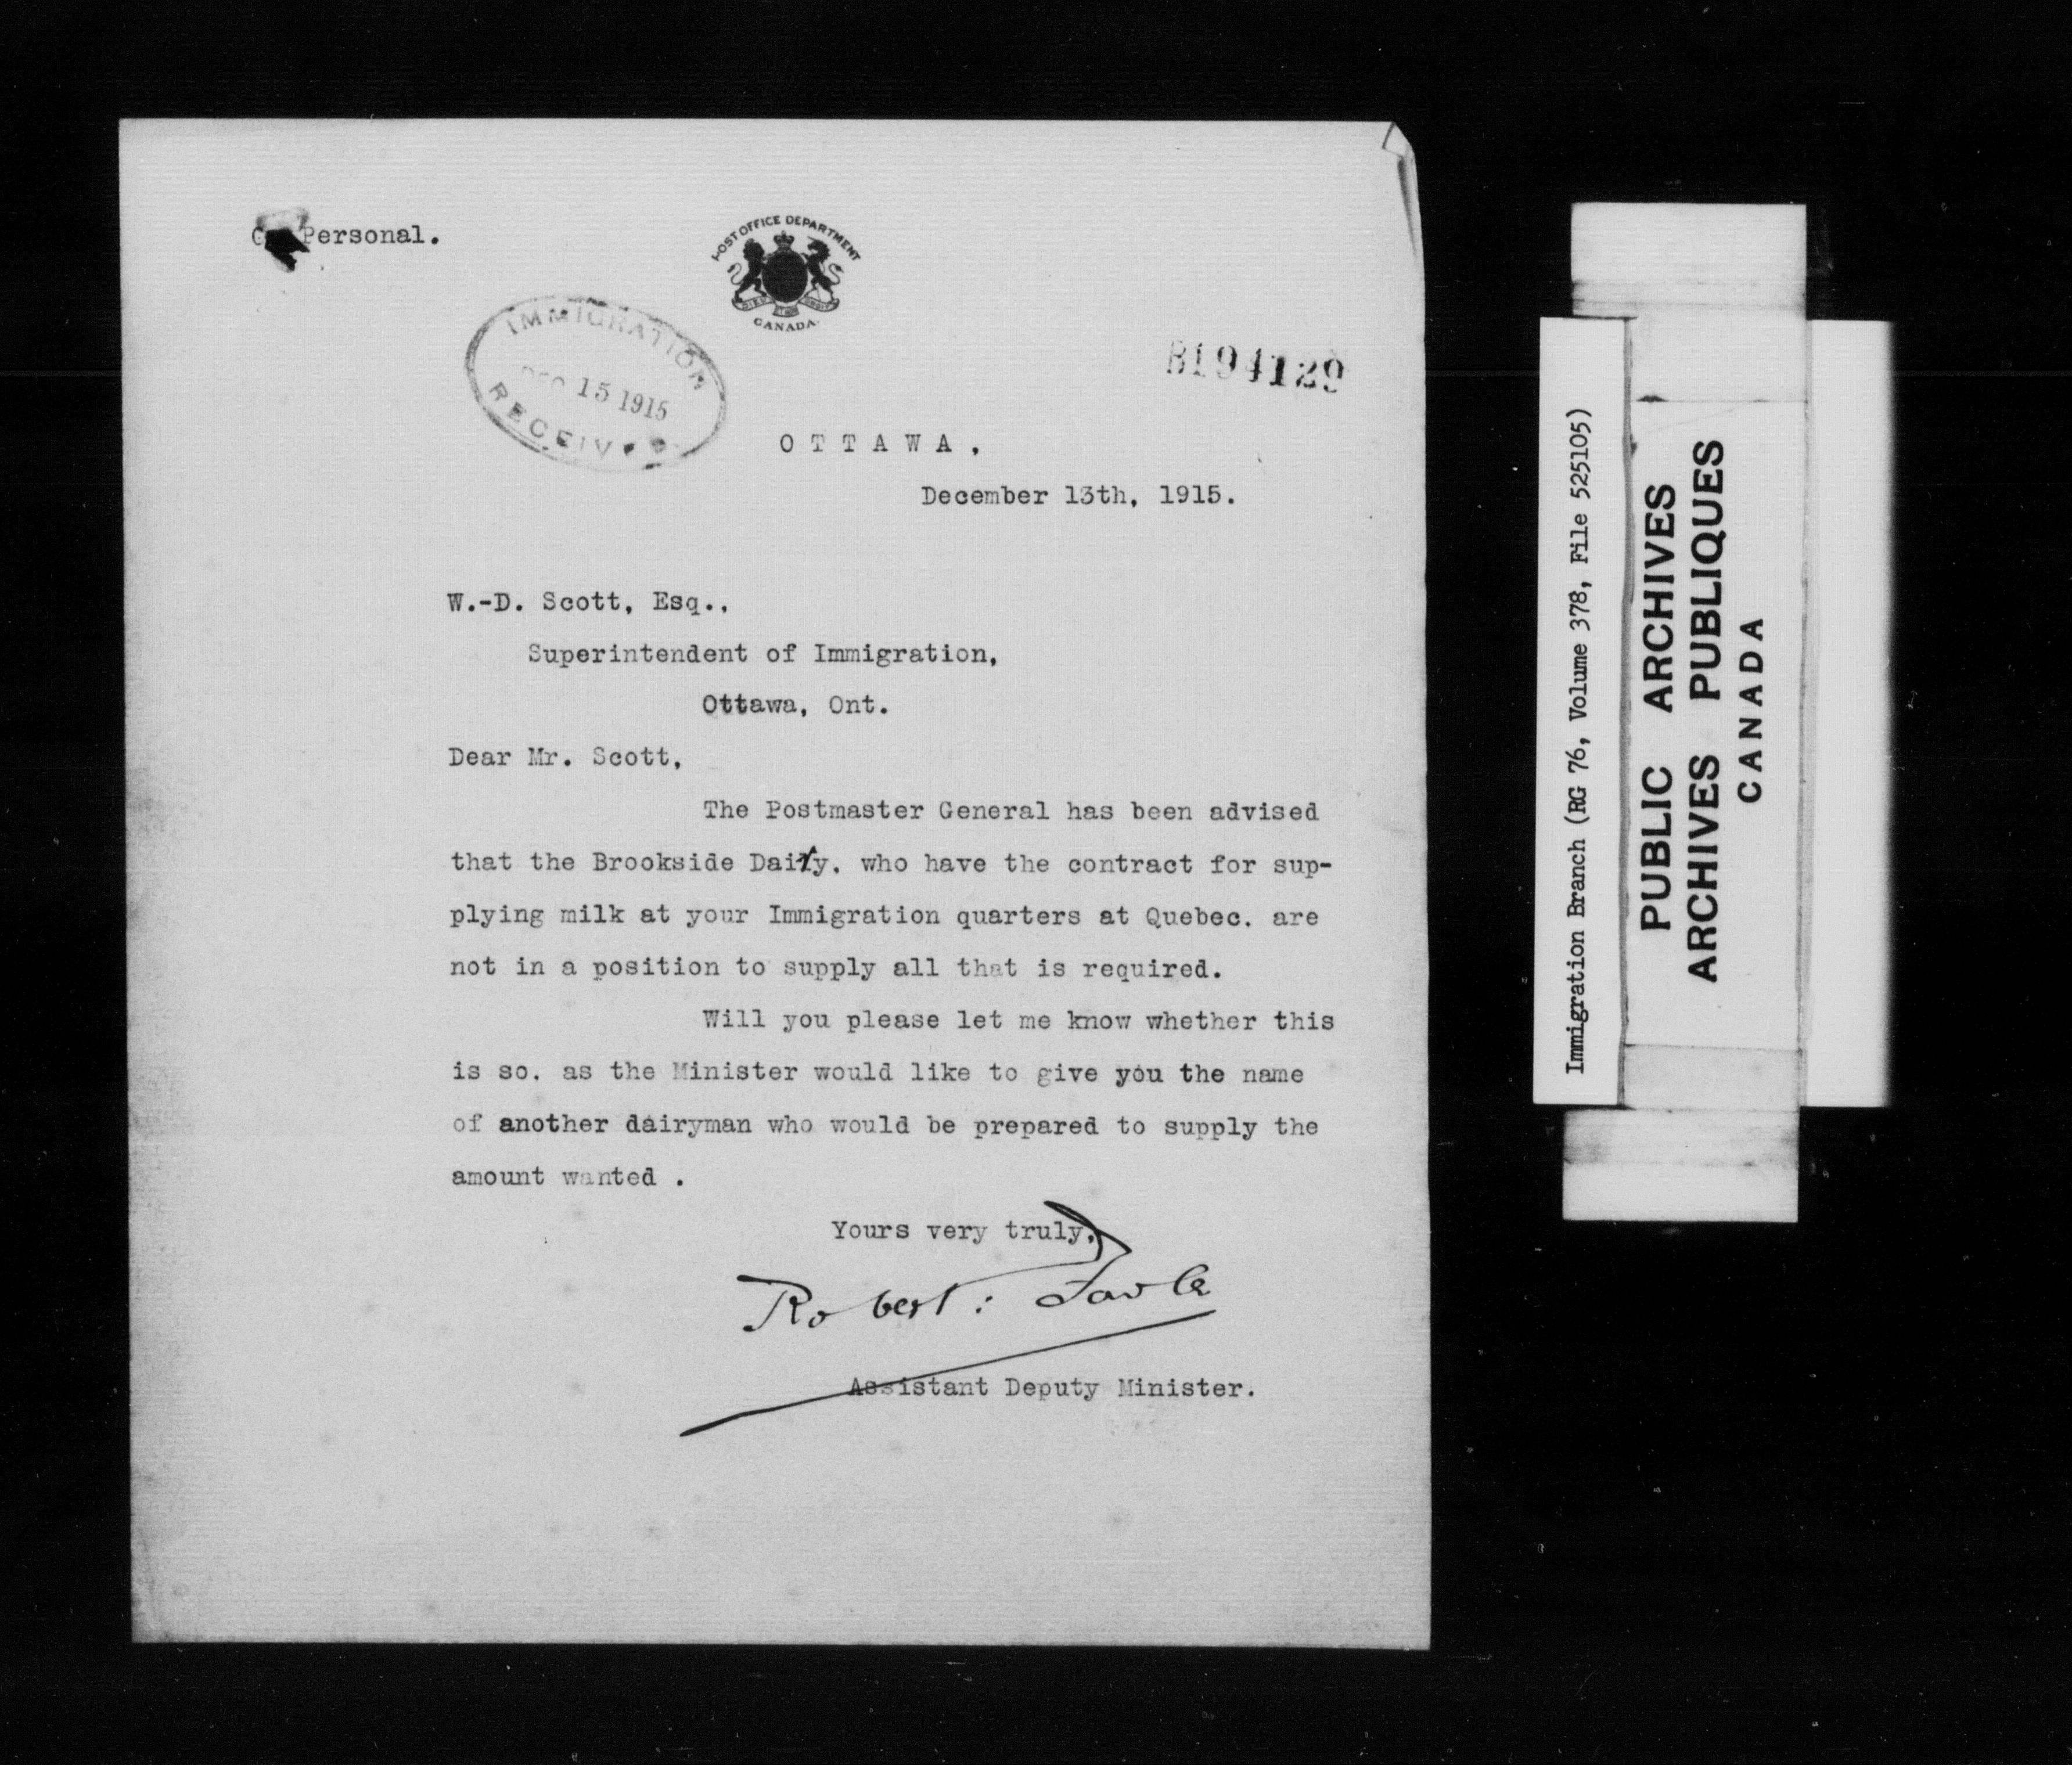 Personal.
POST OFFICE DEPARTMENT
CANADA
IMMIGRATION
DEC 15 1915
RECEIVED
B194129
OTTAWA,
December 13th, 1915.
W.-D. Scott, Esq.,
Superintendent of Immigration,
Ottawa, Ont.
Dear Mr. Scott,
The Postmaster General has been advised
that the Brookside Dairy, who have the contract for sup-
plying milk at your Immigration quarters at Quebec, are
not in a position to supply all that is required.
Will you please let me know whether this
is so, as the Minister would like to give you the name
of another dairyman who would be prepared to supply the
amount wanted .
Yours very truly,
Robert
Assistant Deputy Minister.
Immigration Branch (RG 76, Volume 378, File 525105)
PUBLIC ARCHIVES
ARCHIVES PUBLIQUES
CANADA